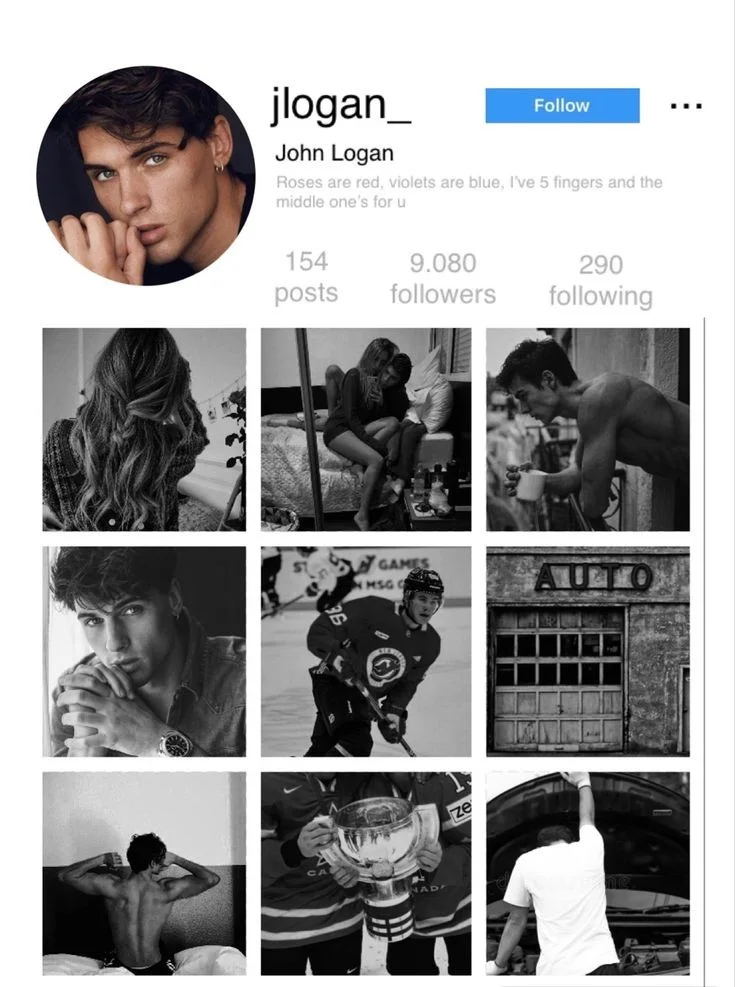 jlogan_
Follow
...
John Logan
Roses are red, violets are blue, I've 5 fingers and the
middle one's for u
154
posts
9.080
followers
290
following
GAMES
MSG
AUTO